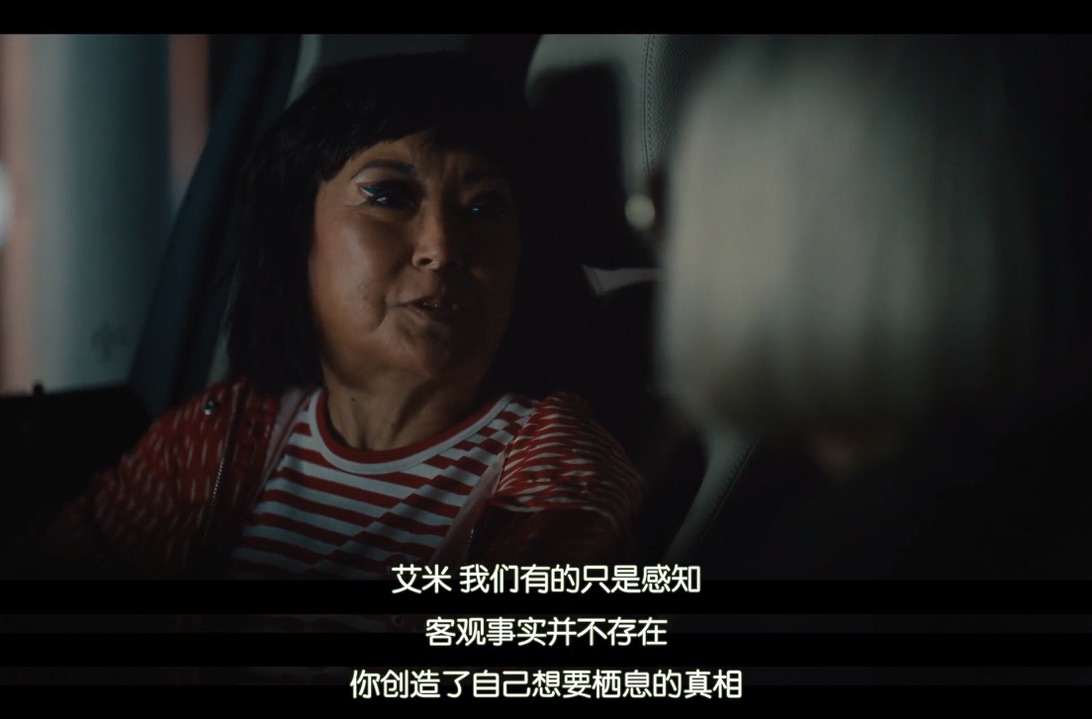 艾米 我们有的只是感知
客观事实并不存在
你创造了自己想要栖息的真相